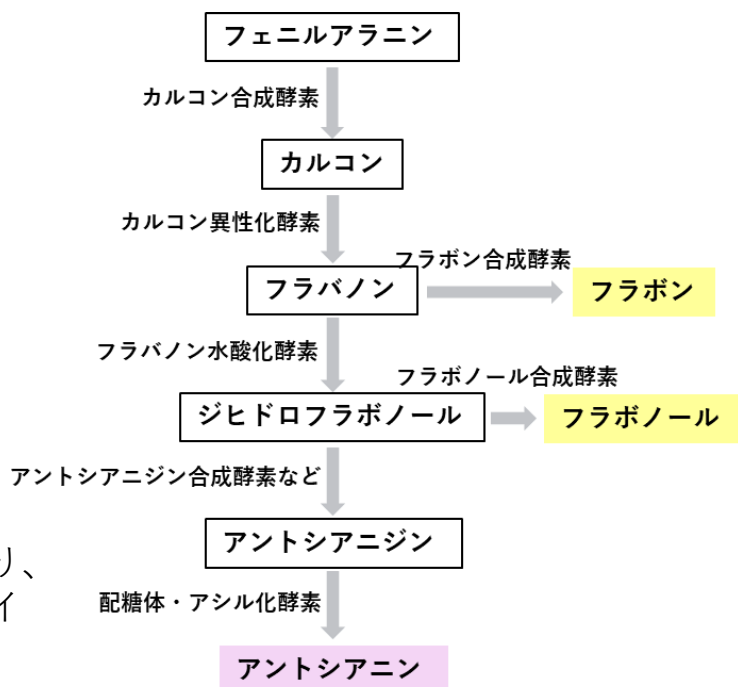 フェニルアラニン
カルコン合成酵素
カルコン
カルコン異性化酵素
フラボン合成酵素
フラバノン
フラボン
フラバノン水酸化酵素
フラボノール合成酵素
ジヒドロフラボノール
フラボノール
アントシアニジン合成酵素など
アントシアニジン
り、
イ
配糖体・アシル化酵素
アントシアニン